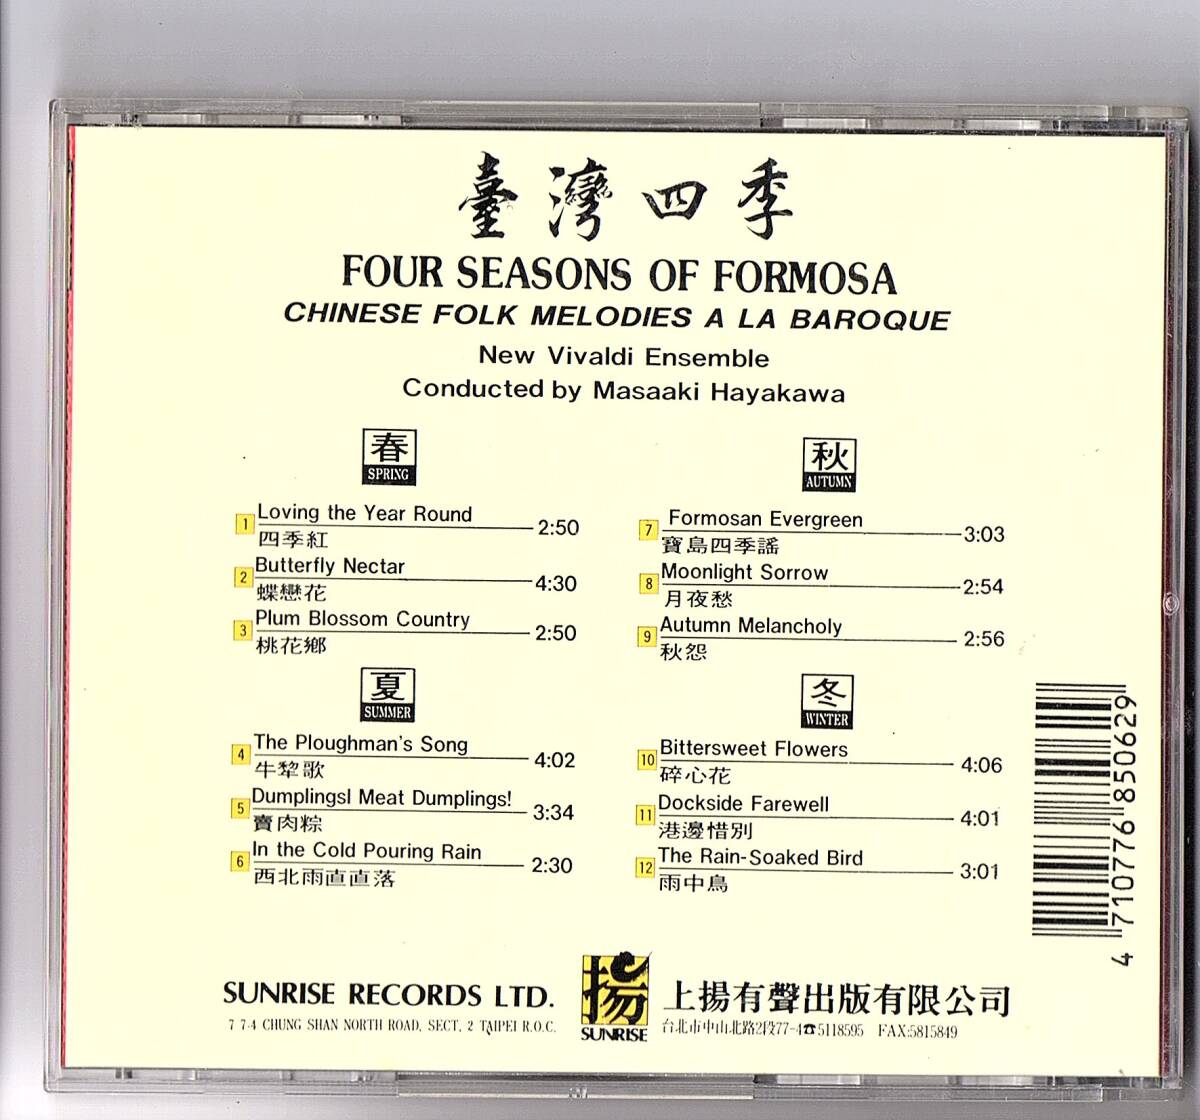 臺灣四季
FOUR SEASONS OF FORMOSA
CHINESE FOLK MELODIES A LA BAROQUE
New Vivaldi Ensemble
Conducted by Masaaki Hayakawa
春
SPRING
1 Loving the Year Round 2:50
四季紅
2 Butterfly Nectar 4:30
蝶戀花
3 Plum Blossom Country 2:50
桃花鄉
夏
SUMMER
4 The Ploughman's Song 4:02
牛犂歌
5 Dumplings! Meat Dumplings! 3:34
賣肉粽
6 In the Cold Pouring Rain 2:30
西北雨直直落
秋
AUTUMN
7 Formosan Evergreen 3:03
寶島四季謠
8 Moonlight Sorrow 2:54
月夜愁
9 Autumn Melancholy 2:56
秋怨
冬
WINTER
10 Bittersweet Flowers 4:06
碎心花
11 Dockside Farewell 4:01
港邊惜別
12 The Rain-Soaked Bird 3:01
雨中鳥
4 710776 850629
SUNRISE RECORDS LTD.
7 7-4 CHUNG SHAN NORTH ROAD, SECT. 2 TAIPEI R.O.C.
揚
SUNRISE
上揚有聲出版有限公司
台北市中山北路2段77-4☎5118595 FAX:5815849